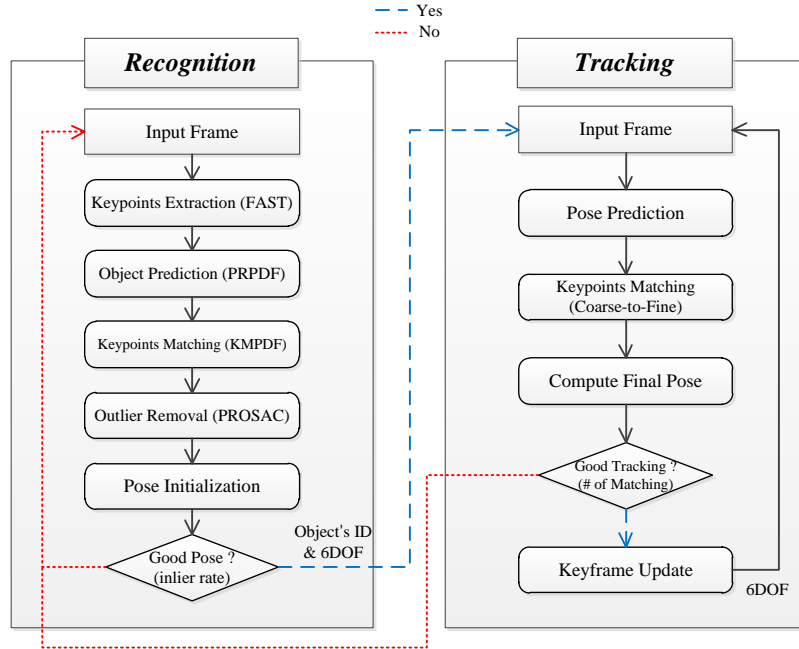 Yes
No
Recognition
Input Frame
Keypoints Extraction (FAST)
Object Prediction (PRPDF)
Keypoints Matching (KMPDF)
Outlier Removal (PROSAC)
Pose Initialization
Good Pose ?
(inlier rate)
Object's ID
& 6DOF
Tracking
Input Frame
Pose Prediction
Keypoints Matching
(Coarse-to-Fine)
Compute Final Pose
Good Tracking ?
(# of Matching)
Keyframe Update
6DOF